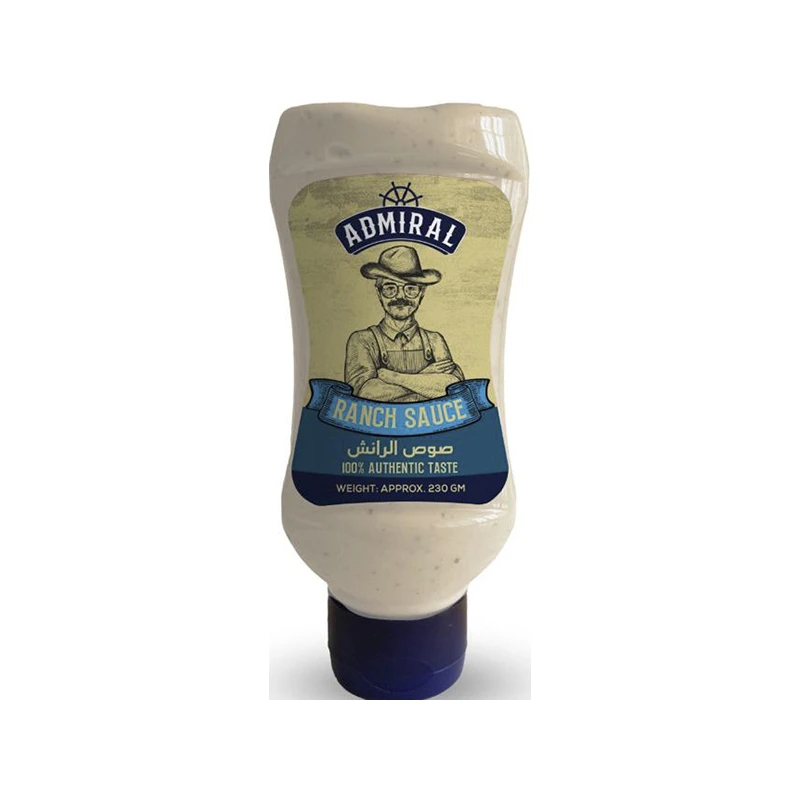 ADMIRAL
RANCH SAUCE
صوص الرانش
100% AUTHENTIC TASTE
WEIGHT: APPROX. 230 GM